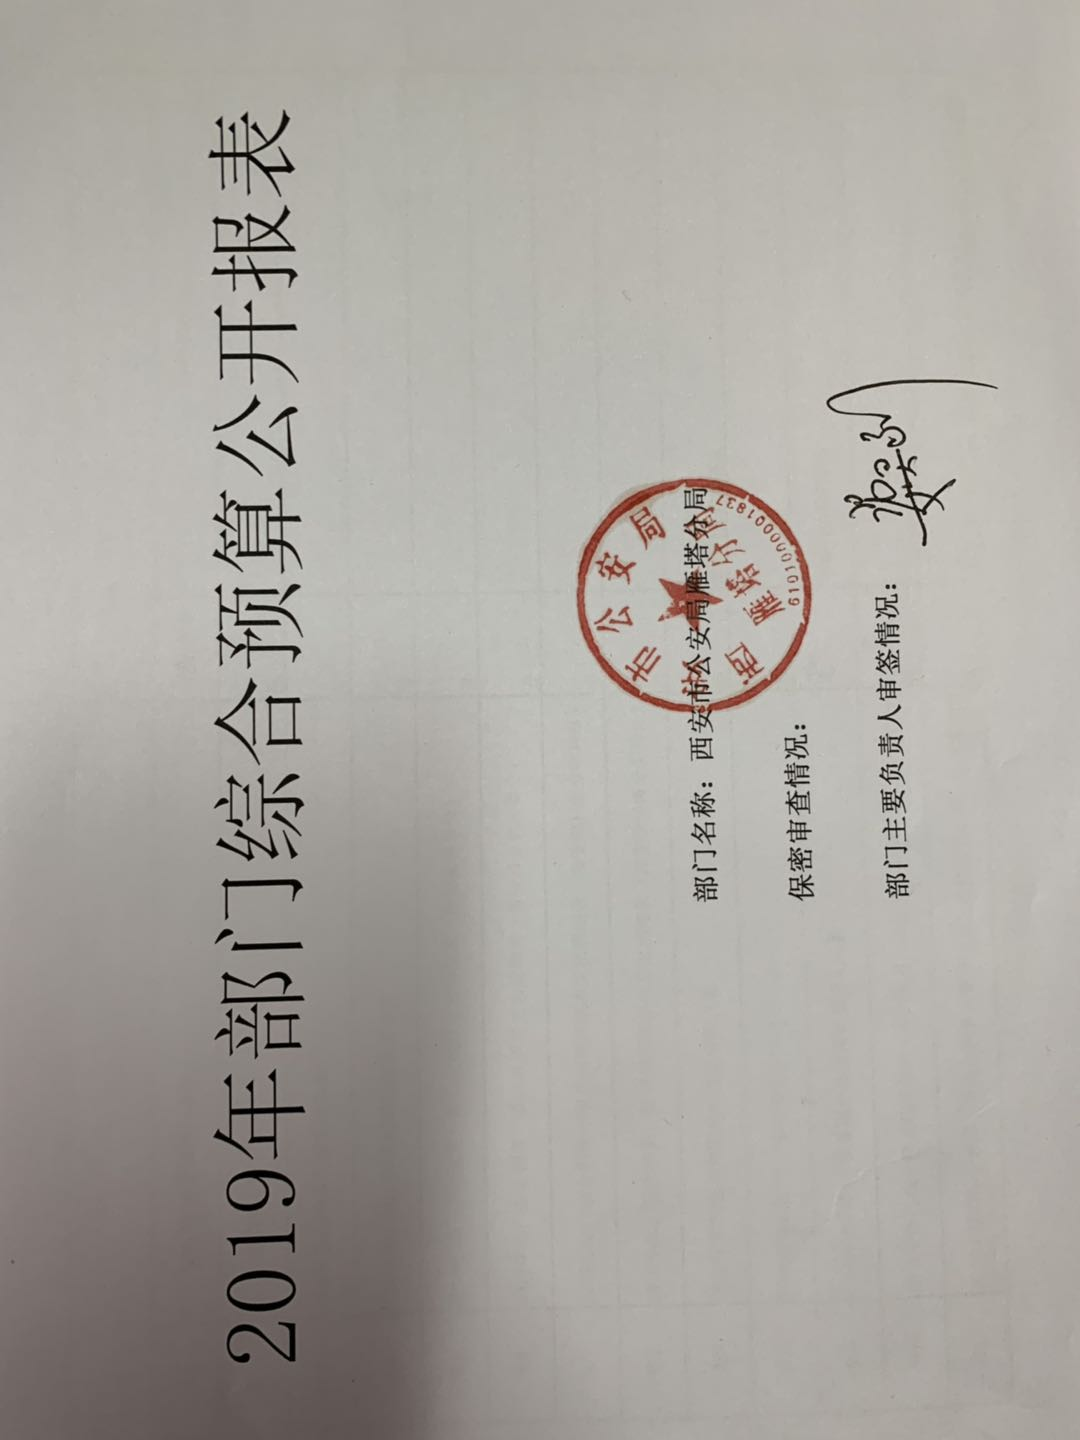 2019年部门综合预算公开报表
部门名称：西安市公安局雁塔分局
保密审查情况：
部门主要负责人审签情况：
西安市公安局
雁塔分局